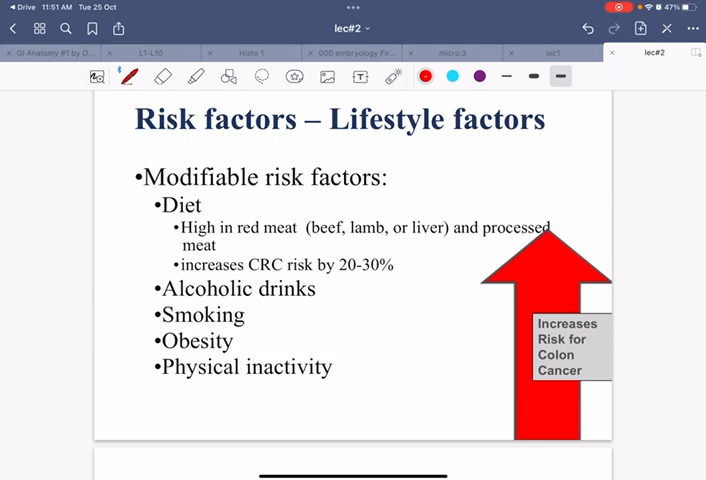 Drive 11:51 AM Tue 25 Oct
47%
lec#2
GI Anatomy #1 by O...
L1-L10
Histo 1
000 embryology Fir...
micro.3
lec1
lec#2
Risk factors – Lifestyle factors
•Modifiable risk factors:
•Diet
•High in red meat (beef, lamb, or liver) and processed
meat
•increases CRC risk by 20-30%
•Alcoholic drinks
•Smoking
•Obesity
•Physical inactivity
Increases
Risk for
Colon
Cancer